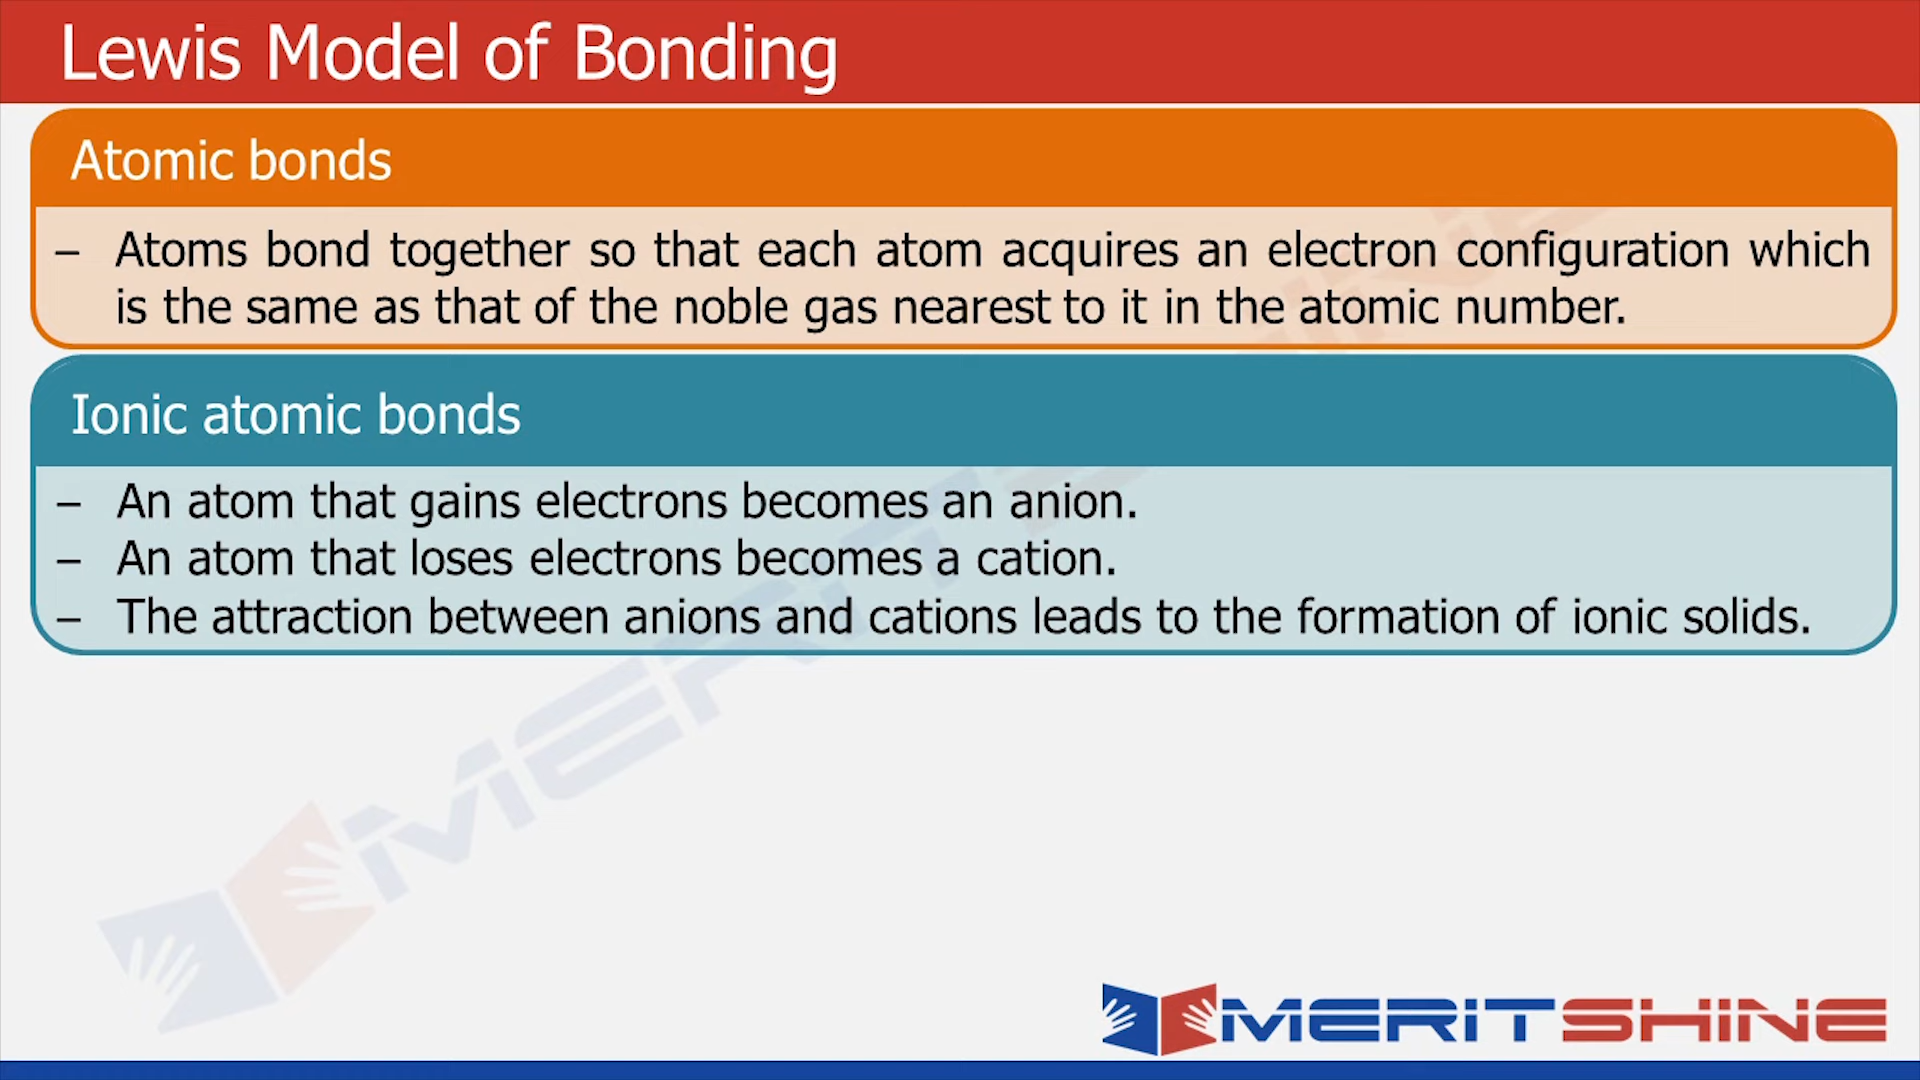 Lewis Model of Bonding
Atomic bonds
– Atoms bond together so that each atom acquires an electron configuration which
is the same as that of the noble gas nearest to it in the atomic number.
Ionic atomic bonds
– An atom that gains electrons becomes an anion.
– An atom that loses electrons becomes a cation.
– The attraction between anions and cations leads to the formation of ionic solids.
MERITSHINE
MERITSHINE